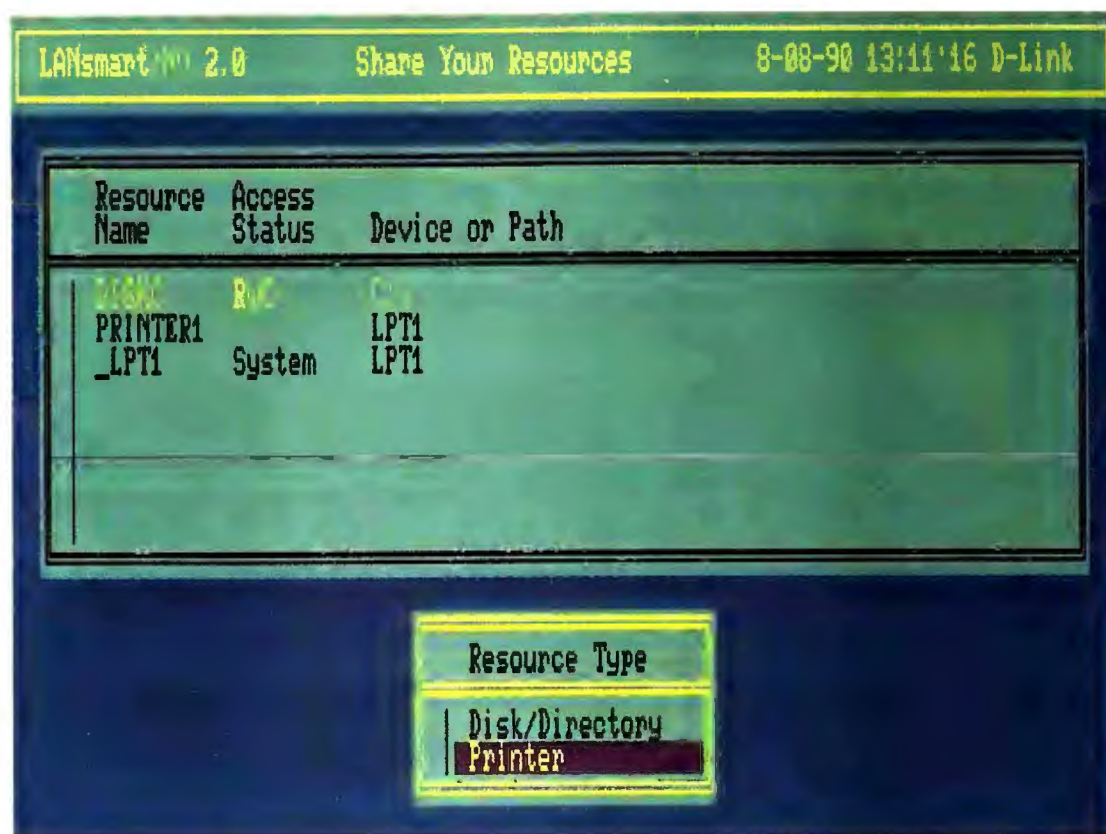 LANsmart 2.0 Share Your Resources 8-08-90 13:11:16 D-Link
Resource Access
Name Status Device or Path
PRINTER1 LPT1
_LPT1 System LPT1
Resource Type
Disk/Directory
Printer